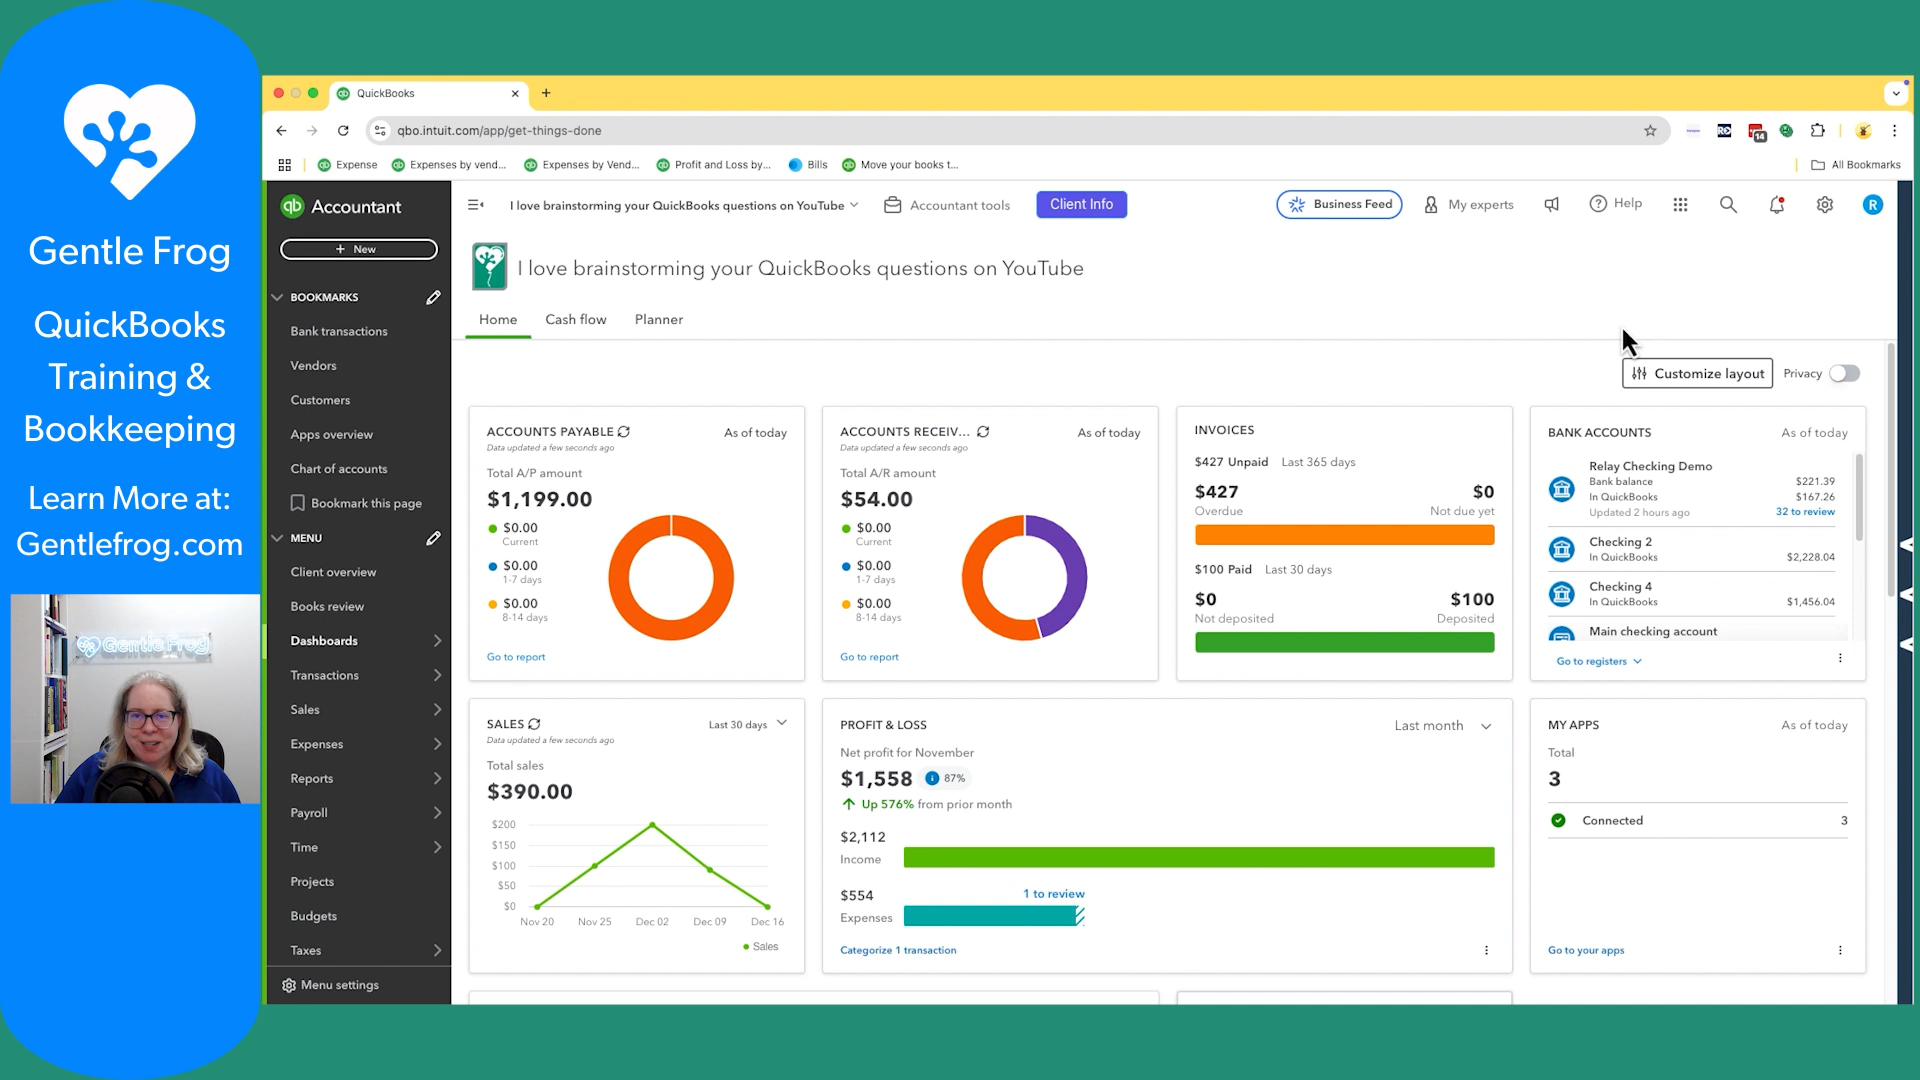 Gentle Frog
QuickBooks
Training &
Bookkeeping
Learn More at:
Gentlefrog.com
Gentle Frog
QuickBooks
qbo.intuit.com/app/get-things-done
14
Expense
Expenses by vend...
Expenses by Vend...
Profit and Loss by...
Bills
Move your books t...
All Bookmarks
qb Accountant
+ New
BOOKMARKS
Bank transactions
Vendors
Customers
Apps overview
Chart of accounts
Bookmark this page
MENU
Client overview
Books review
Dashboards
Transactions
Sales
Expenses
Reports
Payroll
Time
Projects
Budgets
Taxes
Menu settings
I love brainstorming your QuickBooks questions on YouTube
Accountant tools
Client Info
Business Feed
My experts
Help
R
I love brainstorming your QuickBooks questions on YouTube
Home
Cash flow
Planner
Customize layout
Privacy
ACCOUNTS PAYABLE
As of today
Data updated a few seconds ago
Total A/P amount
$1,199.00
$0.00
Current
$0.00
1-7 days
$0.00
8-14 days
Go to report
ACCOUNTS RECEIV...
As of today
Data updated a few seconds ago
Total A/R amount
$54.00
$0.00
Current
$0.00
1-7 days
$0.00
8-14 days
Go to report
INVOICES
$427 Unpaid Last 365 days
$427 $0
Overdue Not due yet
$100 Paid Last 30 days
$0 $100
Not deposited Deposited
BANK ACCOUNTS
As of today
Relay Checking Demo
Bank balance $221.39
In QuickBooks $167.26
Updated 2 hours ago 32 to review
Checking 2
In QuickBooks $2,228.04
Checking 4
In QuickBooks $1,456.04
Main checking account
Go to registers
SALES
Last 30 days
Data updated a few seconds ago
Total sales
$390.00
$200
$150
$100
$50
$0
Nov 20 Nov 25 Dec 02 Dec 09 Dec 16
Sales
PROFIT & LOSS
Last month
Net profit for November
$1,558 87%
Up 576% from prior month
$2,112
Income
$554
1 to review
Expenses
Categorize 1 transaction
MY APPS
As of today
Total
3
Connected 3
Go to your apps